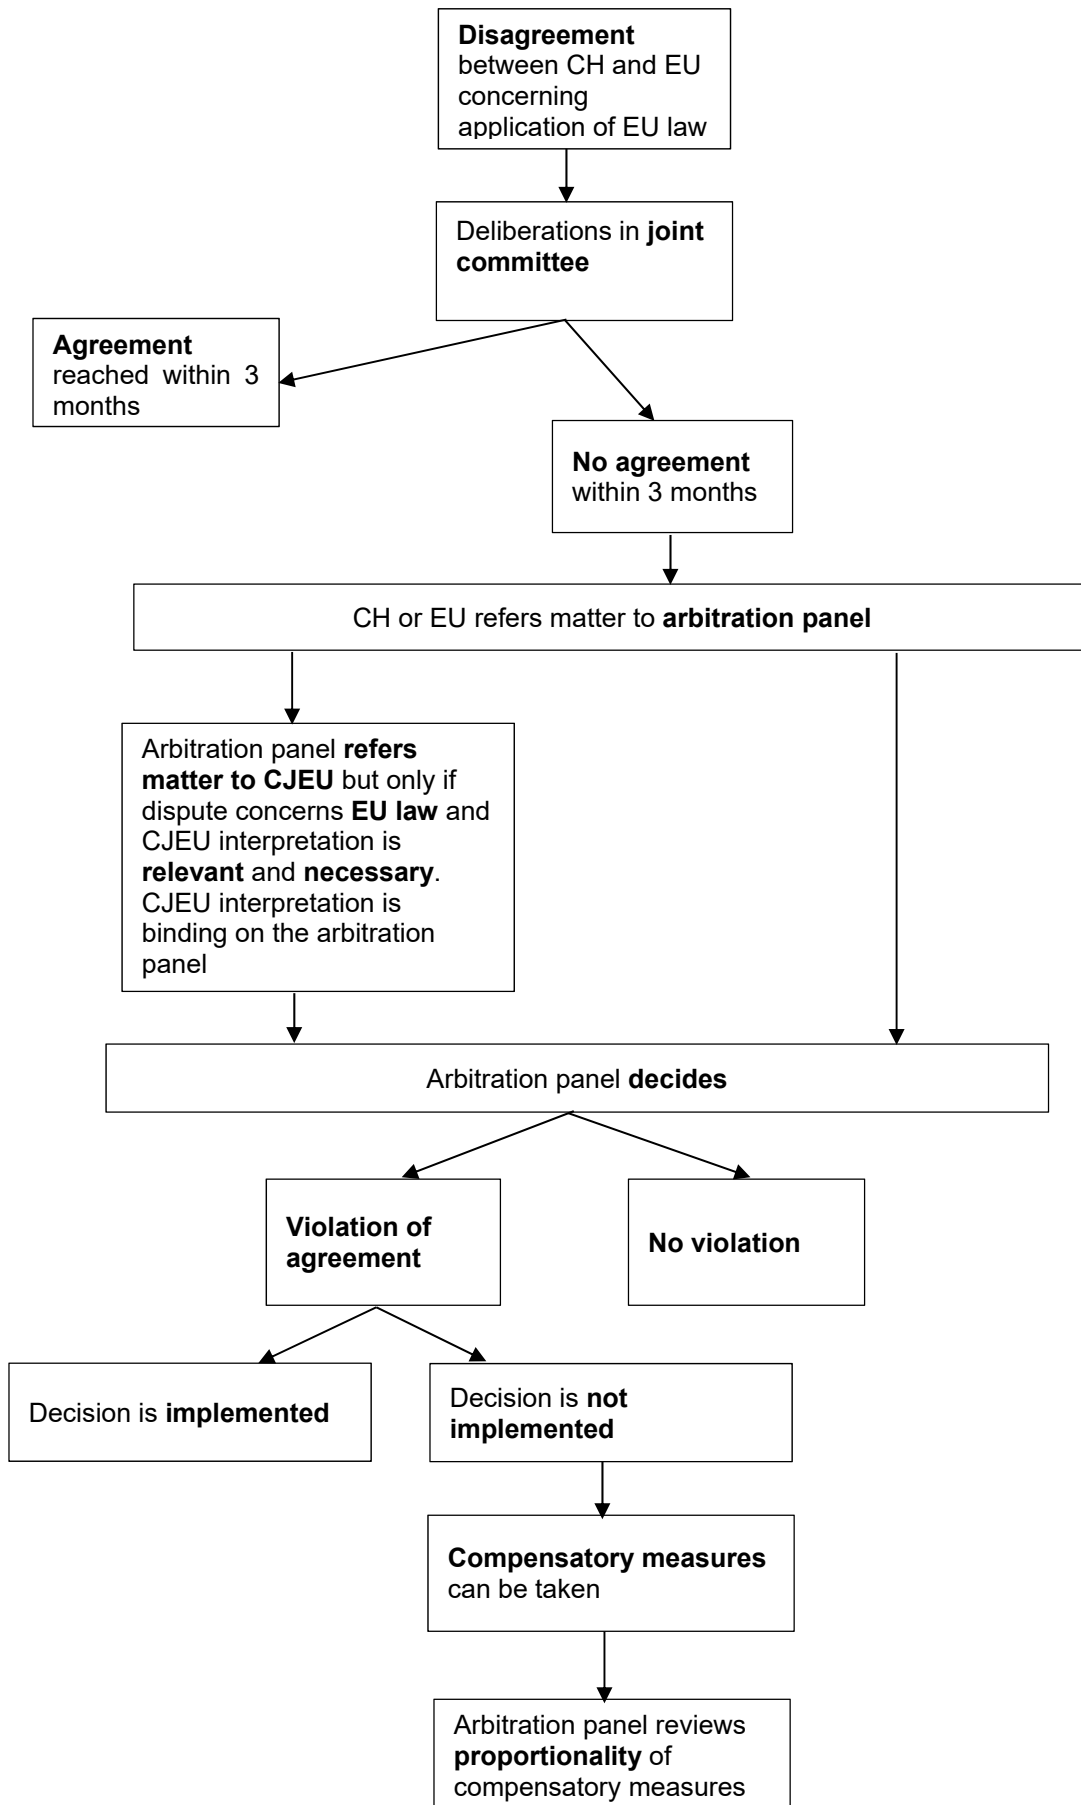 Disagreement
between CH and EU
concerning
application of EU law
Deliberations in joint
committee
Agreement
reached within 3
months
No agreement
within 3 months
CH or EU refers matter to arbitration panel
Arbitration panel refers
matter to CJEU but only if
dispute concerns EU law and
CJEU interpretation is
relevant and necessary.
CJEU interpretation is
binding on the arbitration
panel
Arbitration panel decides
Violation of
agreement
No violation
Decision is implemented
Decision is not
implemented
Compensatory measures
can be taken
Arbitration panel reviews
proportionality of
compensatory measures